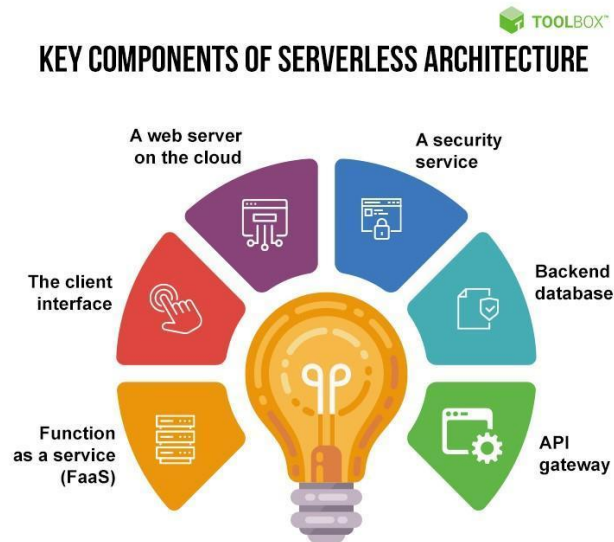 TOOLBOX™
KEY COMPONENTS OF SERVERLESS ARCHITECTURE
A web server
on the cloud
A security
service
The client
interface
Backend
database
Function
as a service
(FaaS)
API
gateway